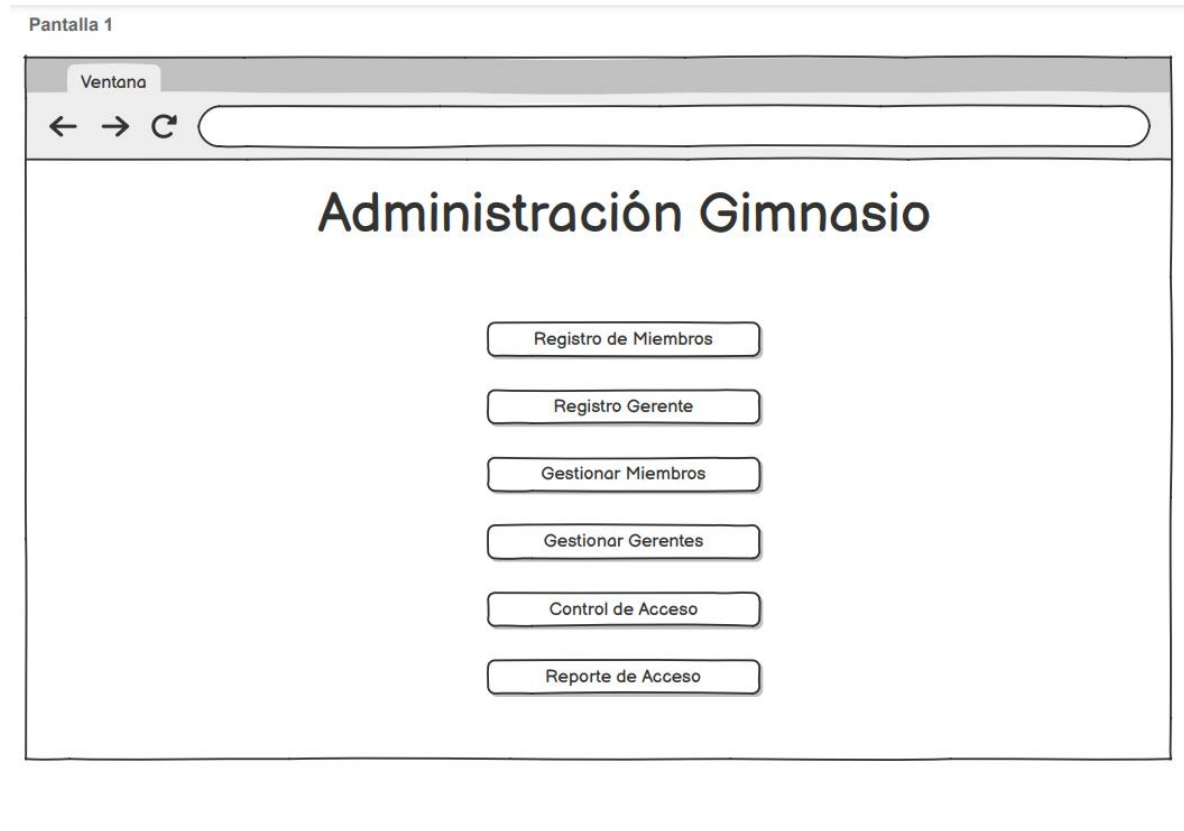 Pantalla 1
Ventana
Administración Gimnasio
Registro de Miembros
Registro Gerente
Gestionar Miembros
Gestionar Gerentes
Control de Acceso
Reporte de Acceso